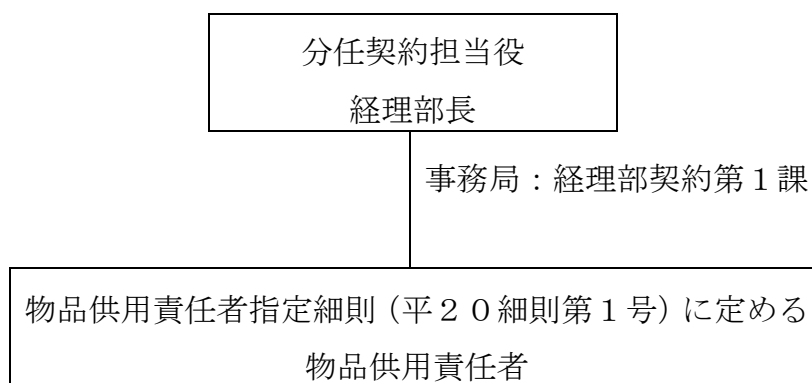 分任契約担当役
経理部長
事務局：経理部契約第１課
物品供用責任者指定細則（平２０細則第１号）に定める
物品供用責任者